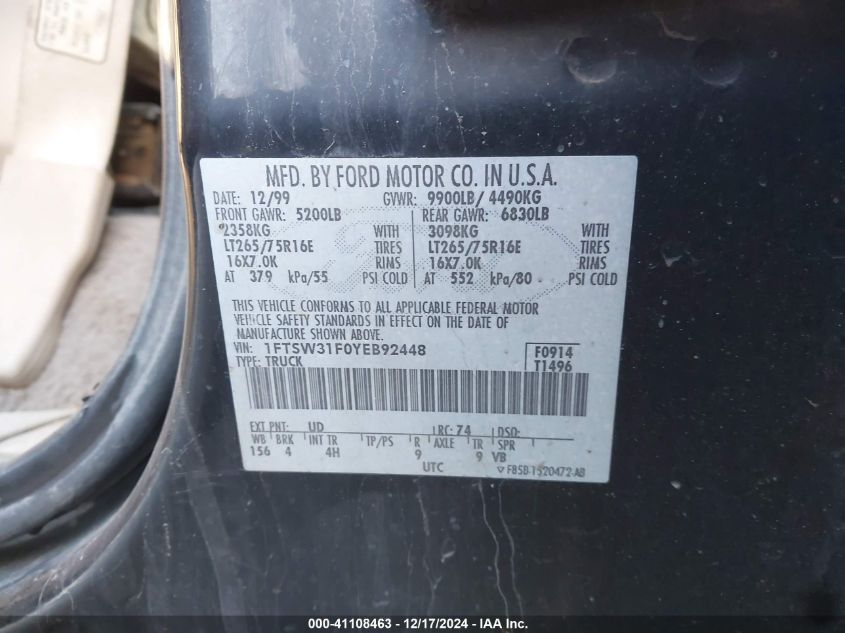 MFD. BY FORD MOTOR CO. IN U.S.A.
DATE: 12/99 GVWR: 9900LB/ 4490KG
FRONT GAWR: 5200LB REAR GAWR: 6830LB
2358KG WITH 3098KG WITH
LT265/75R16E TIRES LT265/75R16E TIRES
16X7.0K RIMS 16X7.0K RIMS
AT 379 kPa/55 PSI COLD AT 552 kPa/80 PSI COLD
THIS VEHICLE CONFORMS TO ALL APPLICABLE FEDERAL MOTOR
VEHICLE SAFETY STANDARDS IN EFFECT ON THE DATE OF
MANUFACTURE SHOWN ABOVE.
VIN: 1FTSW31F0YEB92448 F0914
TYPE: TRUCK T1496
EXT PNT: UD RC: 74 DSO:
WB BRK INT TR TP/PS R AXLE TR SPR
156 4 4H 9 9 VB
UTC F85B-1520472-AB
000-41108463 - 12/17/2024 - IAA Inc.